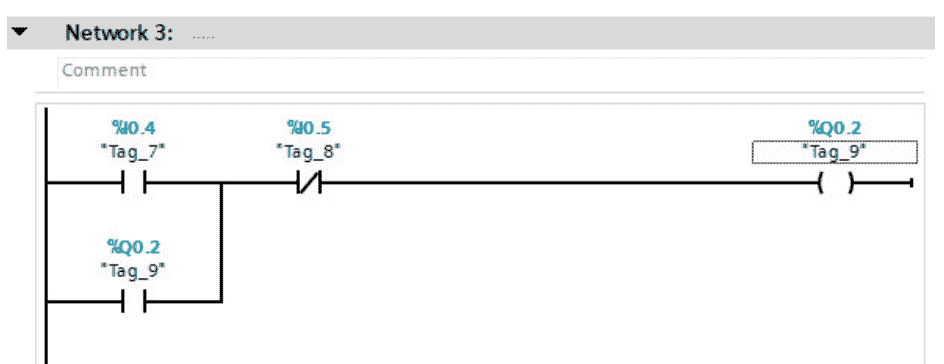 Network 3: .....
Comment
%I0.4 %I0.5 %Q0.2
"Tag_7" "Tag_8" "Tag_9"
%Q0.2
"Tag_9"